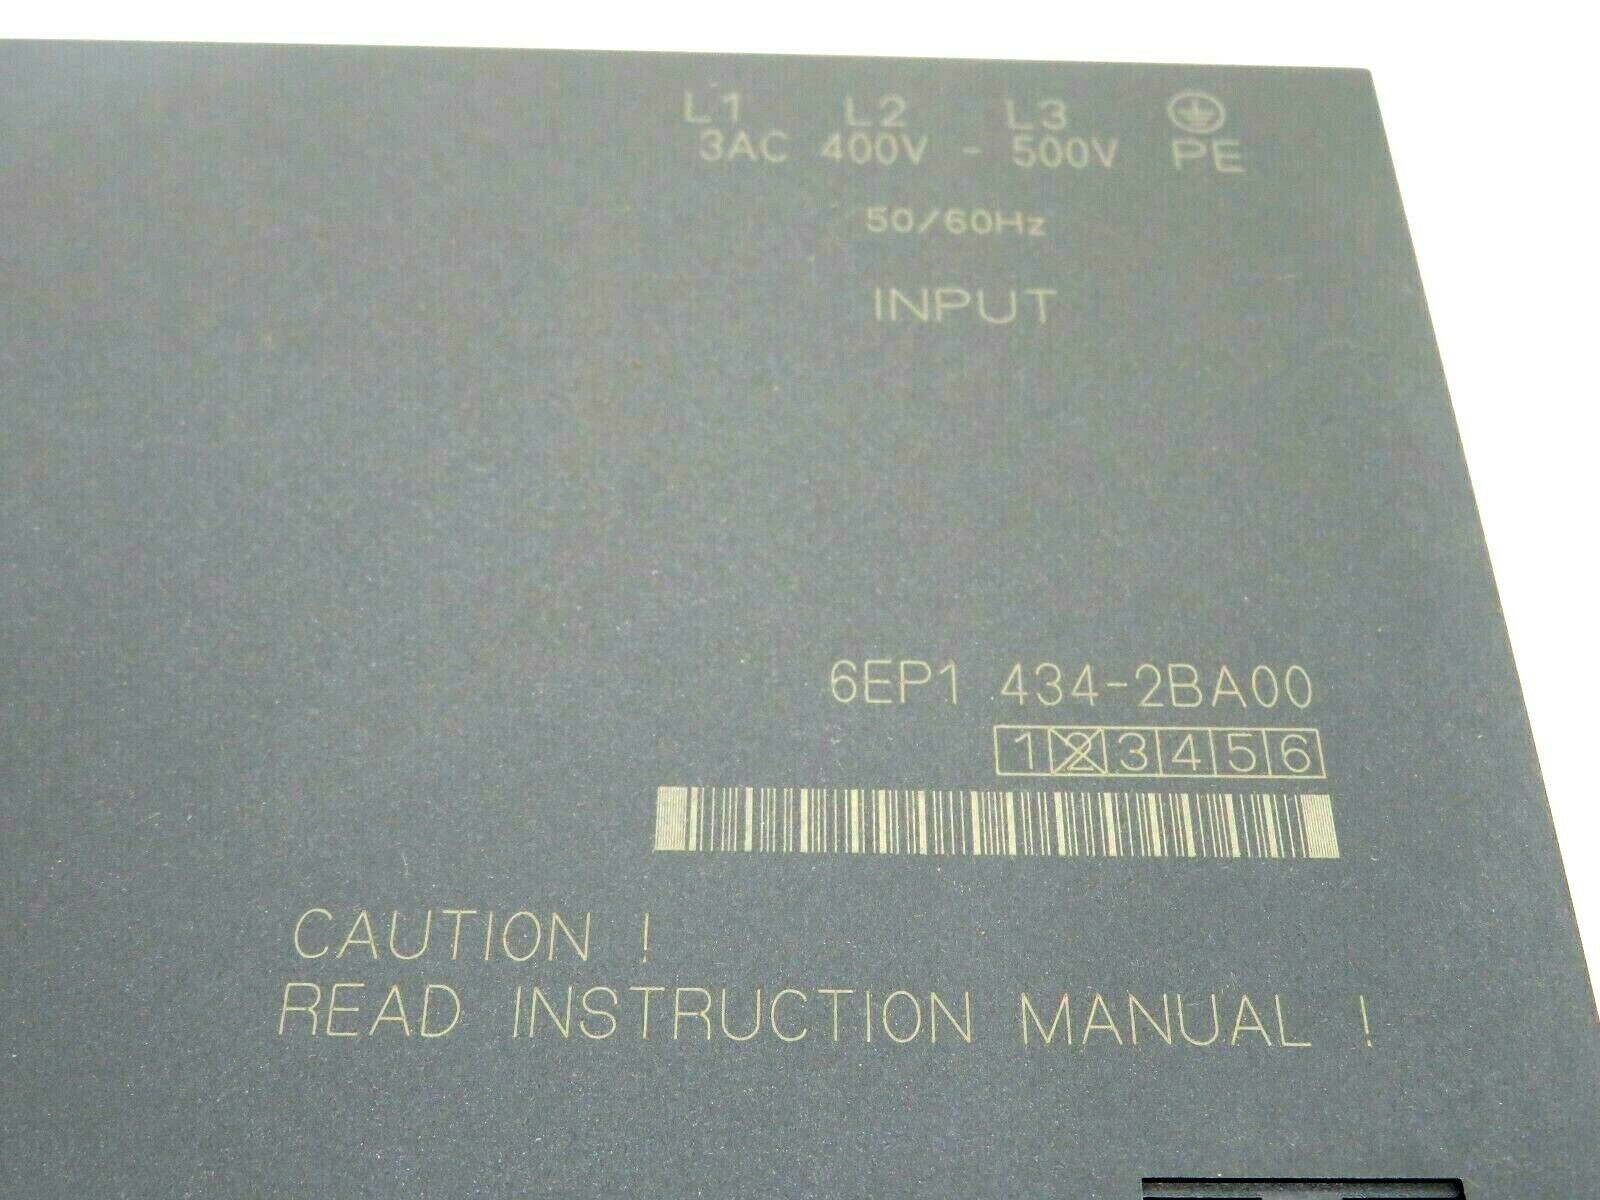 L1 L2 L3
3AC 400V - 500V PE
50/60Hz
INPUT
6EP1 434-2BA00
1 2 3 4 5 6
CAUTION !
READ INSTRUCTION MANUAL !